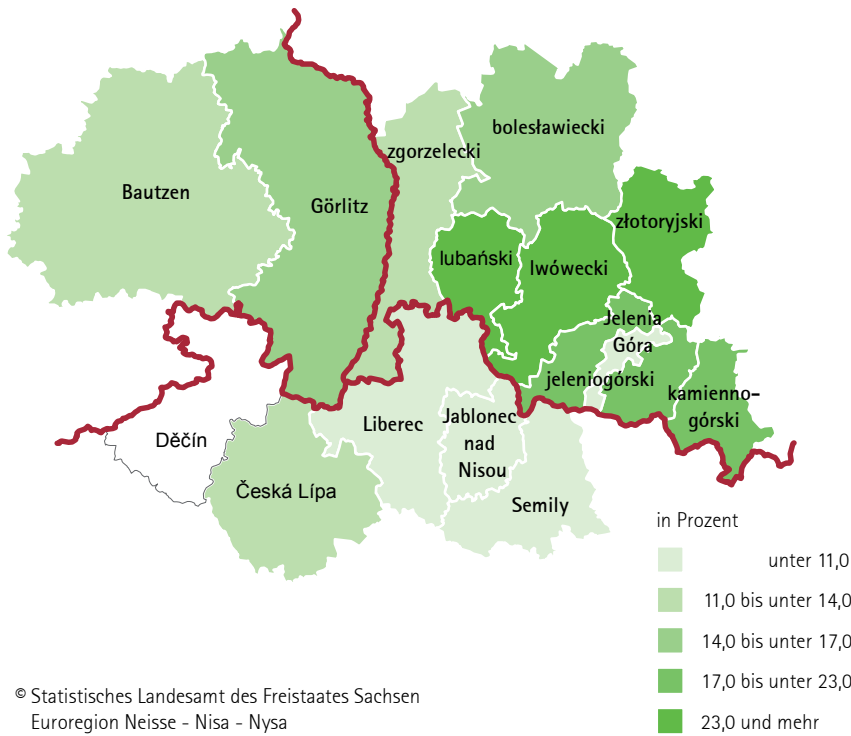 bolesławiecki
zgorzelecki
Bautzen
Görlitz
złotoryjski
lubański
lwówecki
Jelenia
Góra
jeleniogórski
kamienno-
górski
Liberec
Jablonec
nad
Nisou
Děčín
Česká Lípa
Semily
in Prozent
unter 11,0
11,0 bis unter 14,0
14,0 bis unter 17,0
17,0 bis unter 23,0
23,0 und mehr
© Statistisches Landesamt des Freistaates Sachsen
Euroregion Neisse - Nisa - Nysa